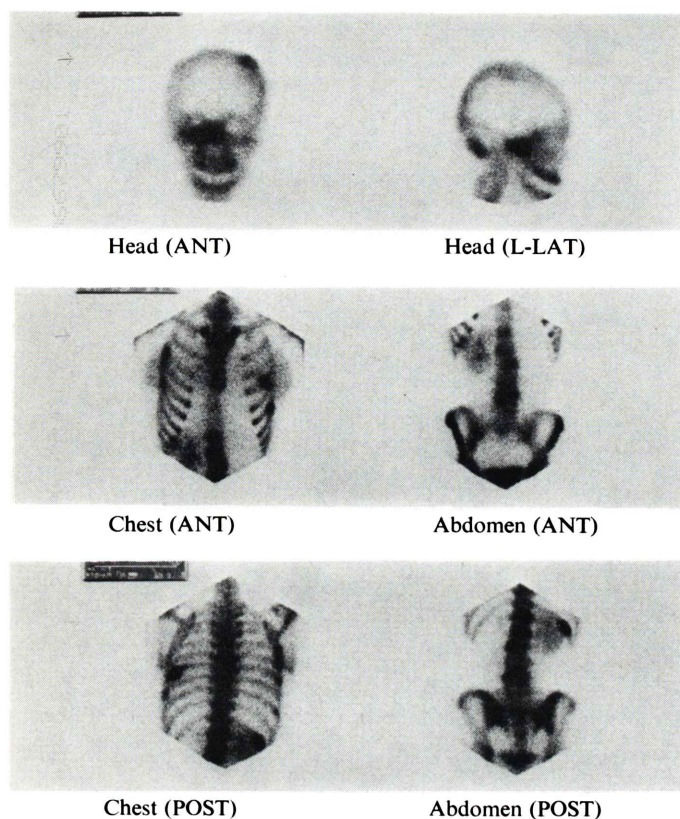 Head (ANT)
Head (L-LAT)
Chest (ANT)
Abdomen (ANT)
Chest (POST)
Abdomen (POST)